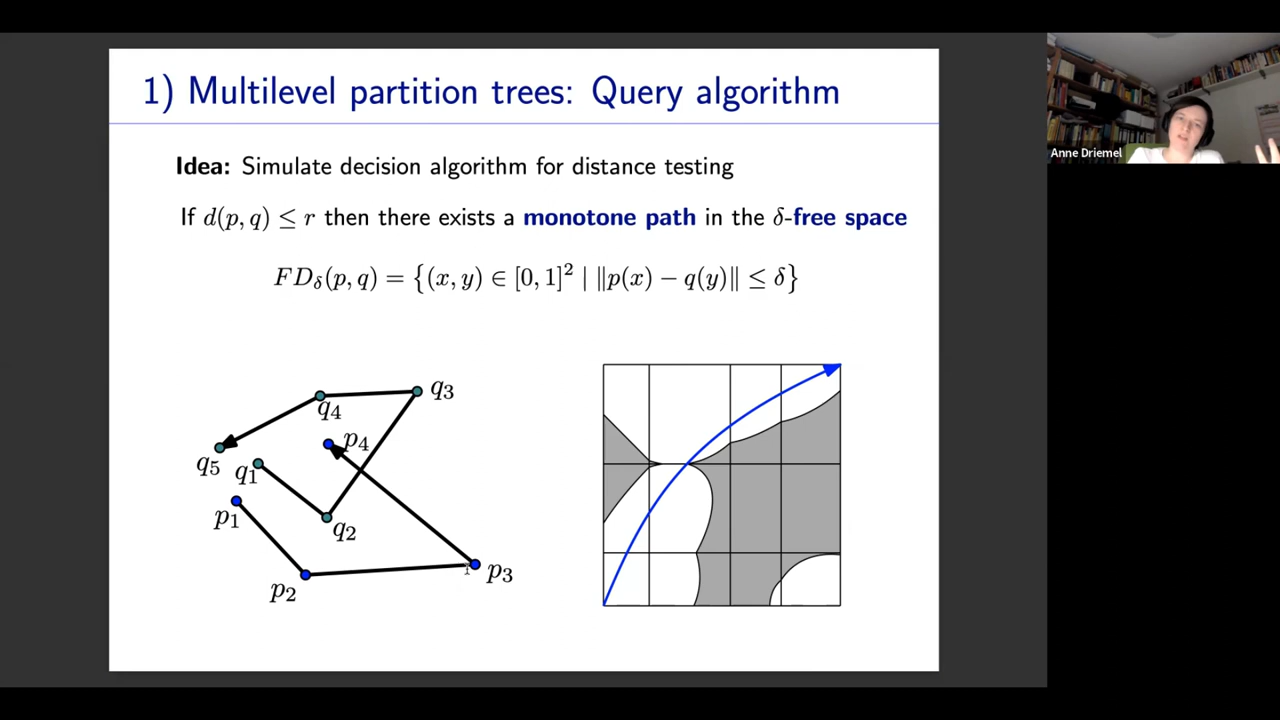 1) Multilevel partition trees: Query algorithm
Idea: Simulate decision algorithm for distance testing
If d(p, q) ≤ r then there exists a monotone path in the δ-free space
FD_δ(p, q) = {(x, y) ∈ [0, 1]² | ‖p(x) − q(y)‖ ≤ δ}
q₃
q₄
p₄
q₅
q₁
p₁
q₂
p₃
p₂
Anne Driemel